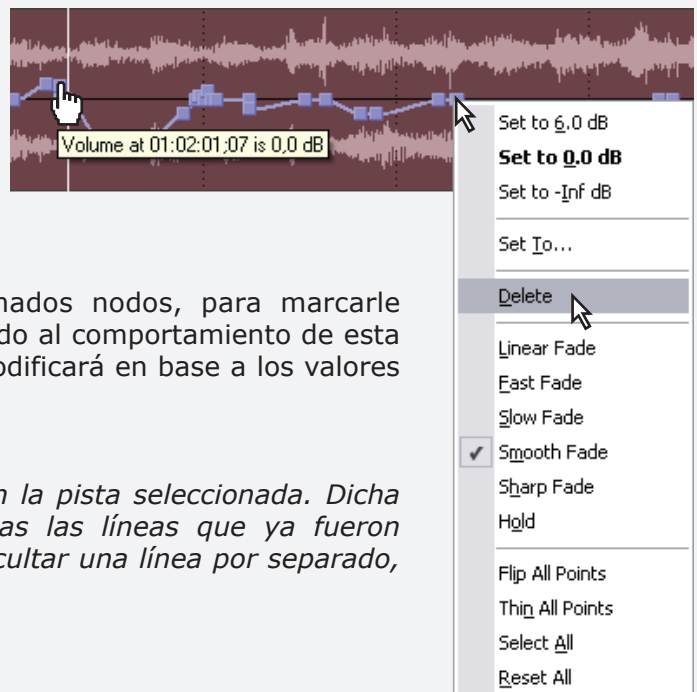 Volume at 01:02:01;07 is 0,0 dB
Set to 6.0 dB
Set to 0.0 dB
Set to -Inf dB
Set To...
Delete
Linear Fade
Fast Fade
Slow Fade
Smooth Fade
Sharp Fade
Hold
Flip All Points
Thin All Points
Select All
Reset All
nados nodos, para marcarle
do al comportamiento de esta
odificará en base a los valores
n la pista seleccionada. Dicha
as las líneas que ya fueron
cultar una línea por separado,